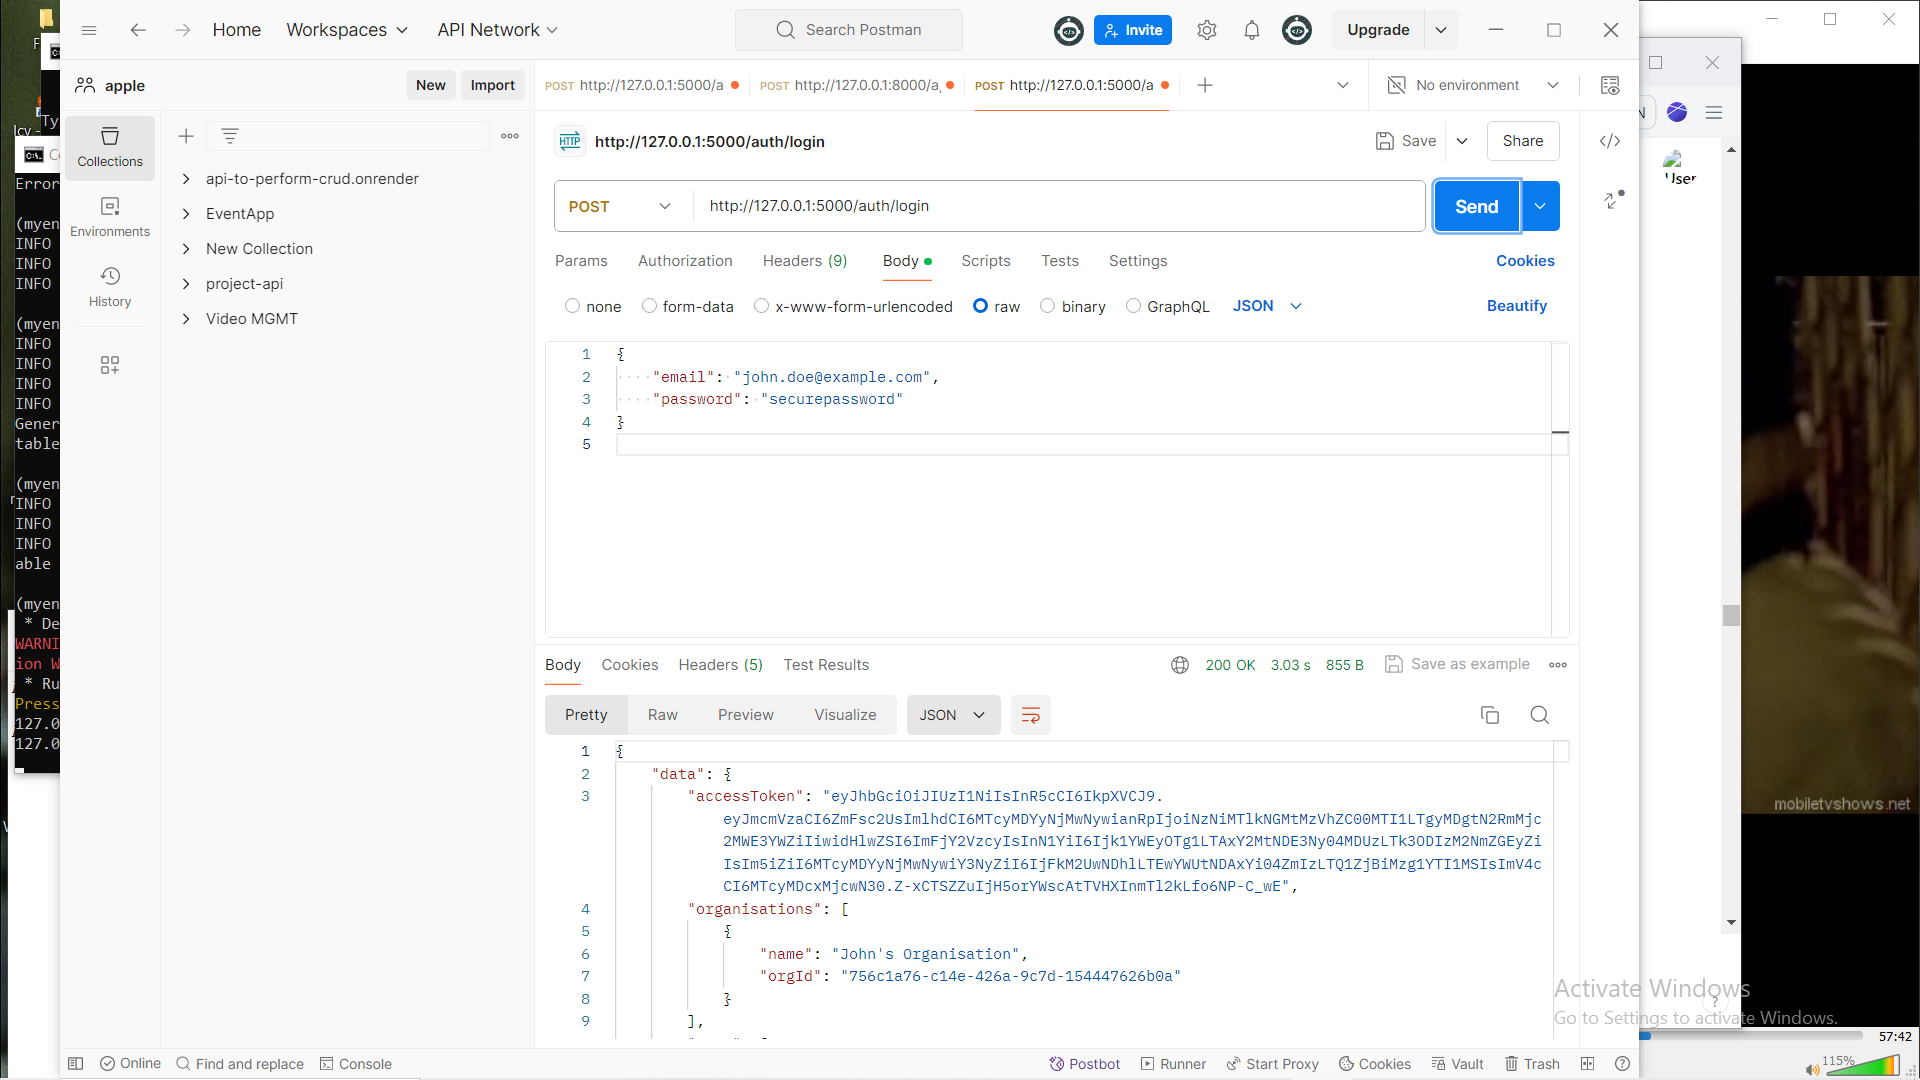 Home
Workspaces
API Network
Search Postman
Invite
Upgrade
apple
New
Import
POST http://127.0.0.1:5000/a
POST http://127.0.0.1:8000/a,
POST http://127.0.0.1:5000/a
No environment
Collections
Environments
History
api-to-perform-crud.onrender
EventApp
New Collection
project-api
Video MGMT
HTTP
http://127.0.0.1:5000/auth/login
Save
Share
POST
http://127.0.0.1:5000/auth/login
Send
Params
Authorization
Headers (9)
Body
Scripts
Tests
Settings
Cookies
none
form-data
x-www-form-urlencoded
raw
binary
GraphQL
JSON
Beautify
1 {
2 "email": "john.doe@example.com",
3 "password": "securepassword"
4 }
5
Body
Cookies
Headers (5)
Test Results
200 OK
3.03 s
855 B
Save as example
Pretty
Raw
Preview
Visualize
JSON
1 {
2 "data": {
3 "accessToken": "eyJhbGciOiJIUzI1NiIsInR5cCI6IkpXVCJ9.
eyJmcmVzaCI6ZmFsc2UsImlhdCI6MTcyMDYyNjMwNywianRpIjoiNzNiMTlkNGMtMzVhZC00MTI1LTgyMDgtN2RmMjc
2MWE3YWZiIiwidHlwZSI6ImFjY2VzcyIsInN1YiI6Ijk1YWEyOTg1LTAxY2MtNDE3Ny04MDUzLTk3ODIzM2NmZGEyZi
IsIm5iZiI6MTcyMDYyNjMwNywiY3NyZiI6IjFkM2UwNDhlLTEwYWUtNDAxYi04ZmIzLTQ1ZjBiMzg1YTI1MSIsImV4c
CI6MTcyMDcxMjcwN30.Z-xCTSZZuIjH5orYWscAtTVHXInmTl2kLfo6NP-C_wE",
4 "organisations": [
5 {
6 "name": "John's Organisation",
7 "orgId": "756c1a76-c14e-426a-9c7d-154447626b0a"
8 }
9 ],
Online
Find and replace
Console
Postbot
Runner
Start Proxy
Cookies
Vault
Trash
Error
(myen
INFO
INFO
INFO
(myen
INFO
INFO
INFO
INFO
Gener
table
(myen
INFO
INFO
INFO
able
(myen
* De
WARNI
ion W
* Ru
Press
127.0
127.0
User
mobiletvshows.net
Activate Windows
Go to Settings to activate Windows.
57:42
115%